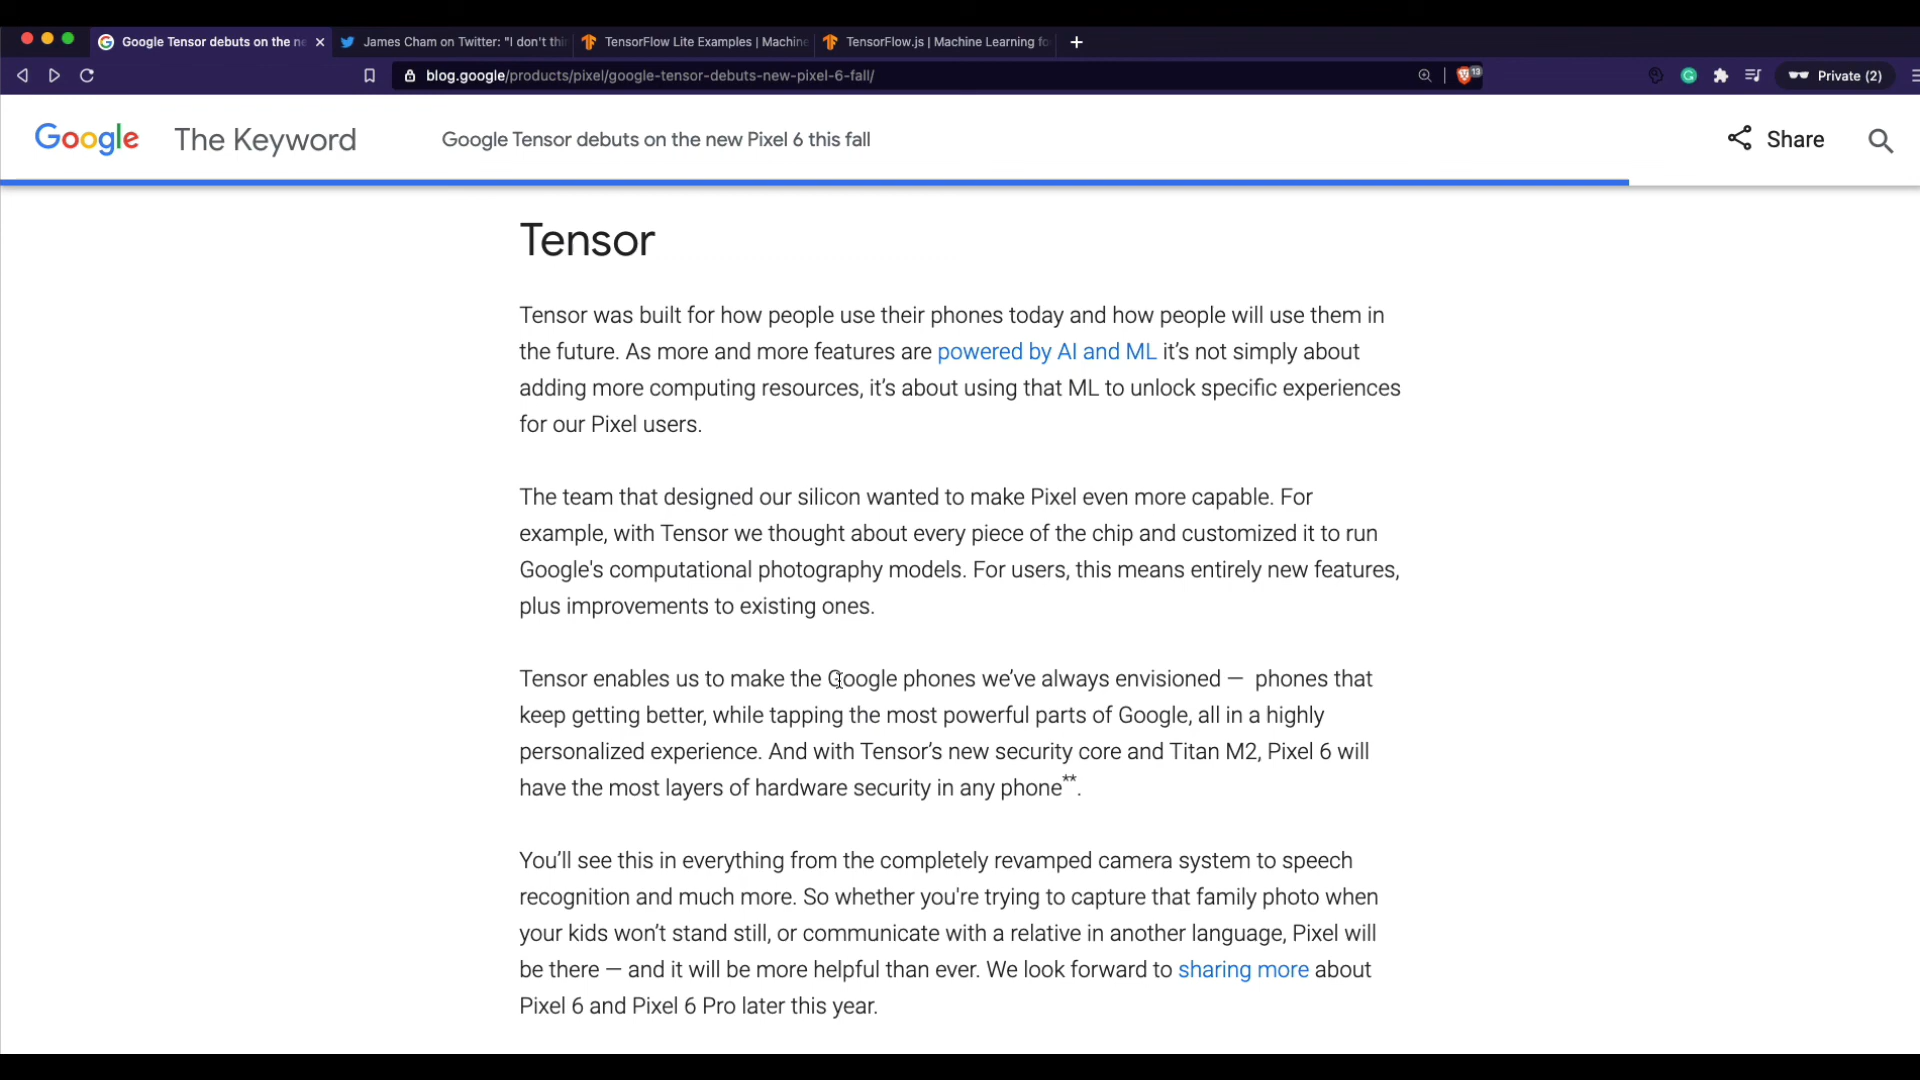 Google Tensor debuts on the ne
James Cham on Twitter: "I don't thi
TensorFlow Lite Examples | Machine
TensorFlow.js | Machine Learning fo
blog.google/products/pixel/google-tensor-debuts-new-pixel-6-fall/
13
Private (2)
Google The Keyword
Google Tensor debuts on the new Pixel 6 this fall
Share
Tensor
Tensor was built for how people use their phones today and how people will use them in
the future. As more and more features are powered by AI and ML it’s not simply about
adding more computing resources, it’s about using that ML to unlock specific experiences
for our Pixel users.
The team that designed our silicon wanted to make Pixel even more capable. For
example, with Tensor we thought about every piece of the chip and customized it to run
Google's computational photography models. For users, this means entirely new features,
plus improvements to existing ones.
Tensor enables us to make the Google phones we’ve always envisioned — phones that
keep getting better, while tapping the most powerful parts of Google, all in a highly
personalized experience. And with Tensor’s new security core and Titan M2, Pixel 6 will
have the most layers of hardware security in any phone**.
You’ll see this in everything from the completely revamped camera system to speech
recognition and much more. So whether you're trying to capture that family photo when
your kids won’t stand still, or communicate with a relative in another language, Pixel will
be there — and it will be more helpful than ever. We look forward to sharing more about
Pixel 6 and Pixel 6 Pro later this year.